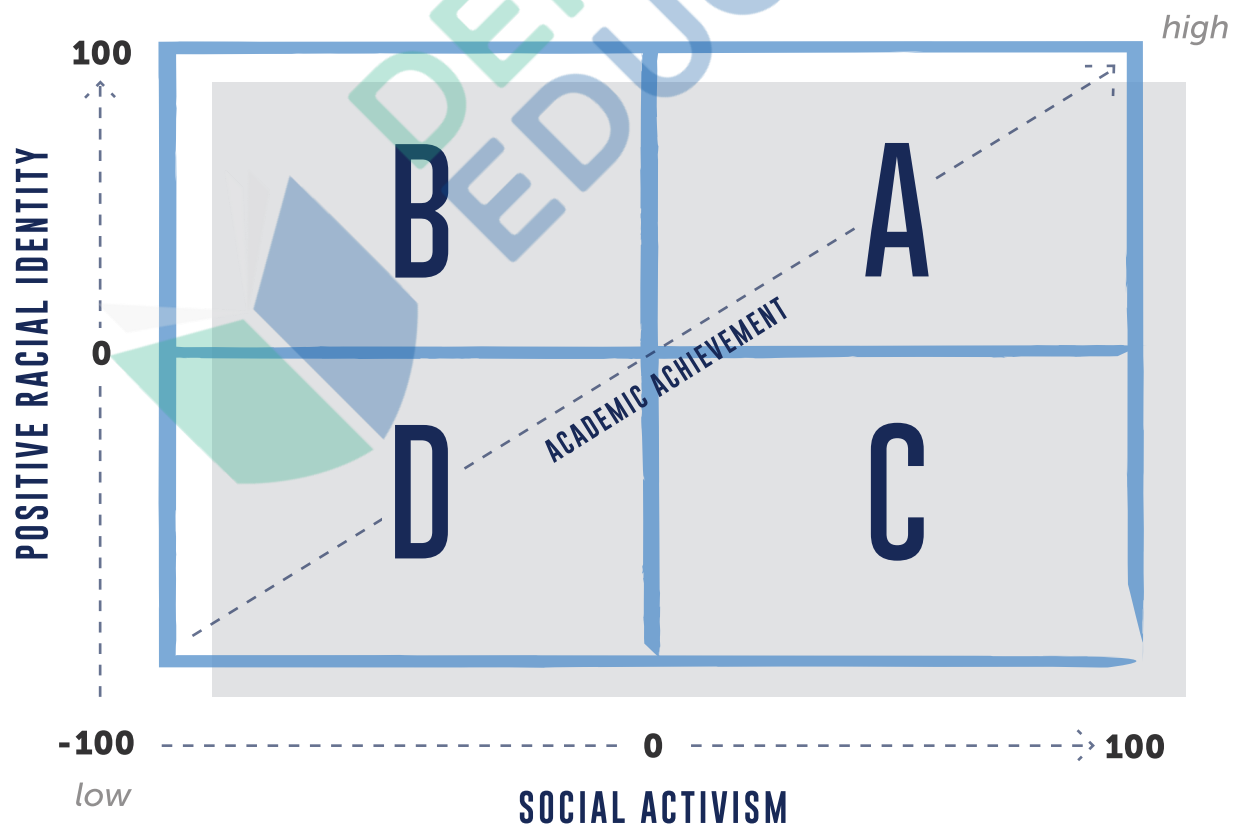 high
100
B
A
POSITIVE RACIAL IDENTITY
0
ACADEMIC ACHIEVEMENT
D
C
-100
0
100
low
SOCIAL ACTIVISM